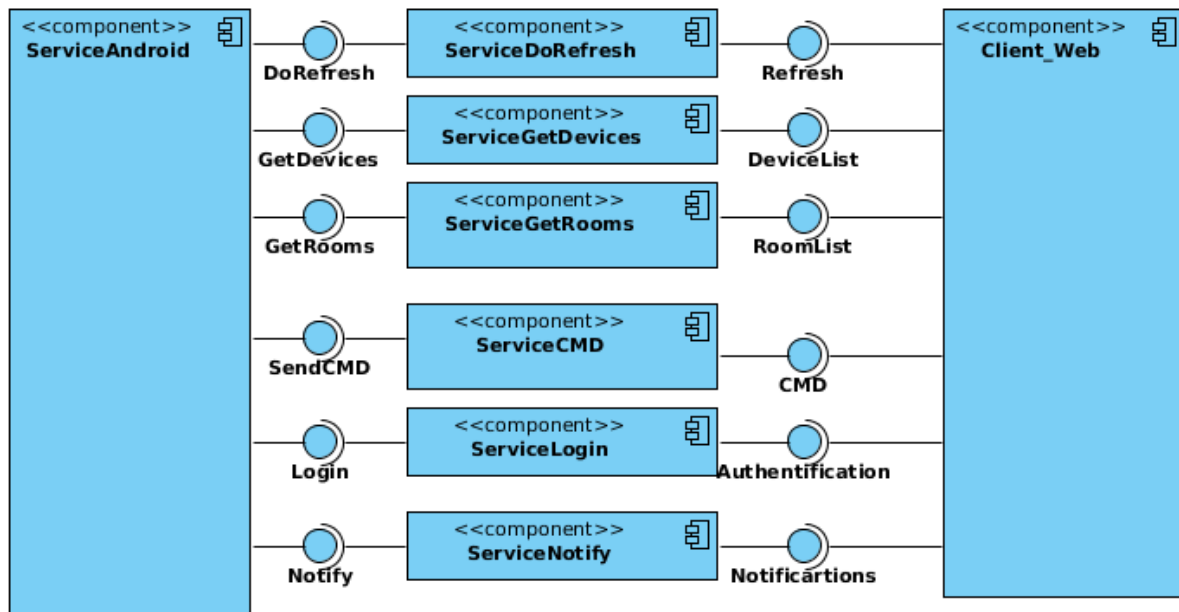 <<component>>
ServiceAndroid
DoRefresh
<<component>>
ServiceDoRefresh
Refresh
<<component>>
Client_Web
GetDevices
<<component>>
ServiceGetDevices
DeviceList
GetRooms
<<component>>
ServiceGetRooms
RoomList
SendCMD
<<component>>
ServiceCMD
CMD
Login
<<component>>
ServiceLogin
Authentification
Notify
<<component>>
ServiceNotify
Notificartions